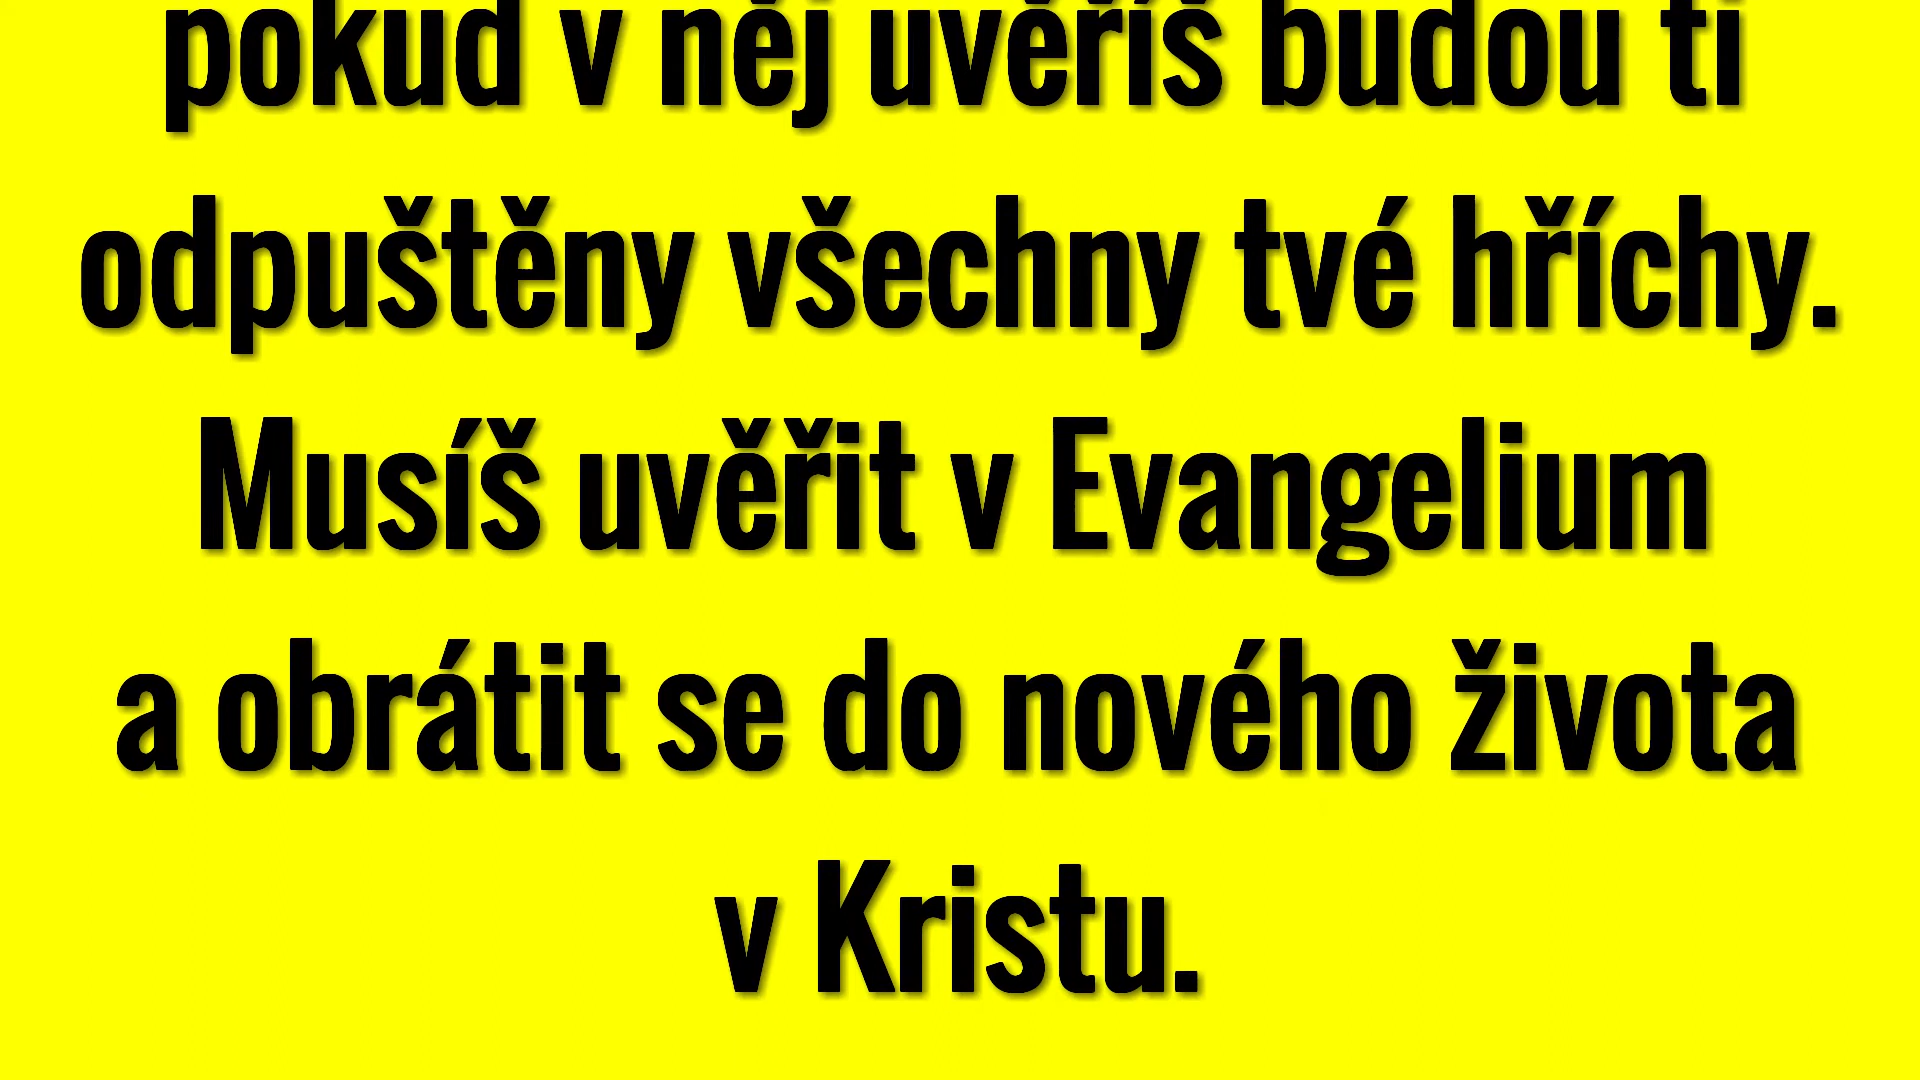 pokud v něj uvěříš budou ti
odpuštěny všechny tvé hříchy.
Musíš uvěřit v Evangelium
a obrátit se do nového života
v Kristu.